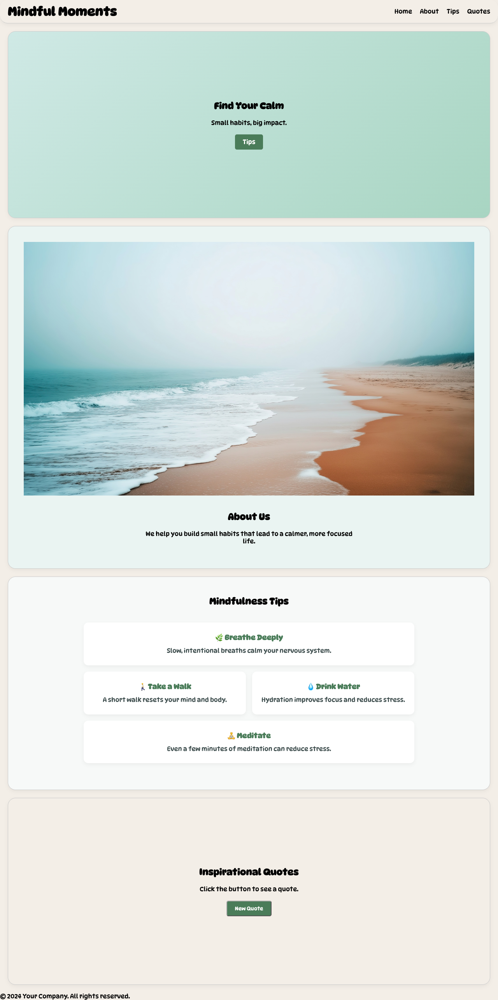 Mindful Moments
Home About Tips Quotes
Find Your Calm
Small habits, big impact.
Tips
About Us
We help you build small habits that lead to a calmer, more focused
life.
Mindfulness Tips
🌿 Breathe Deeply
Slow, intentional breaths calm your nervous system.
🚶 Take a Walk
A short walk resets your mind and body.
💧 Drink Water
Hydration improves focus and reduces stress.
🧘 Meditate
Even a few minutes of meditation can reduce stress.
Inspirational Quotes
Click the button to see a quote.
New Quote
© 2024 Your Company. All rights reserved.